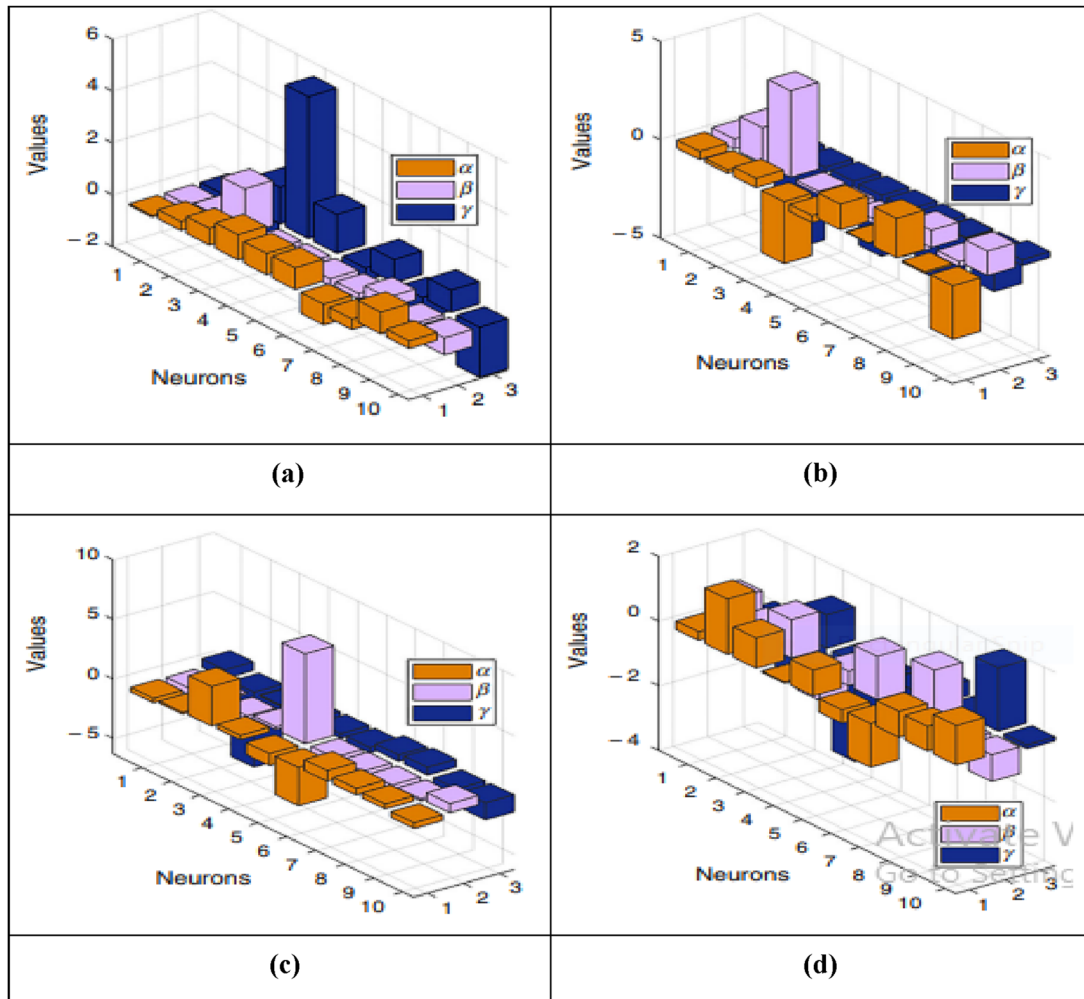 6
4
2
0
−2
Values
1
2
3
4
5
6
7
8
9
10
Neurons
1
2
3
α
β
γ
(a)
5
0
−5
Values
1
2
3
4
5
6
7
8
9
10
Neurons
1
2
3
α
β
γ
(b)
10
5
0
−5
Values
1
2
3
4
5
6
7
8
9
10
Neurons
1
2
3
α
β
γ
(c)
2
0
−2
−4
Values
1
2
3
4
5
6
7
8
9
10
Neurons
1
2
3
α
β
γ
Activate
Go to Setting
(d)